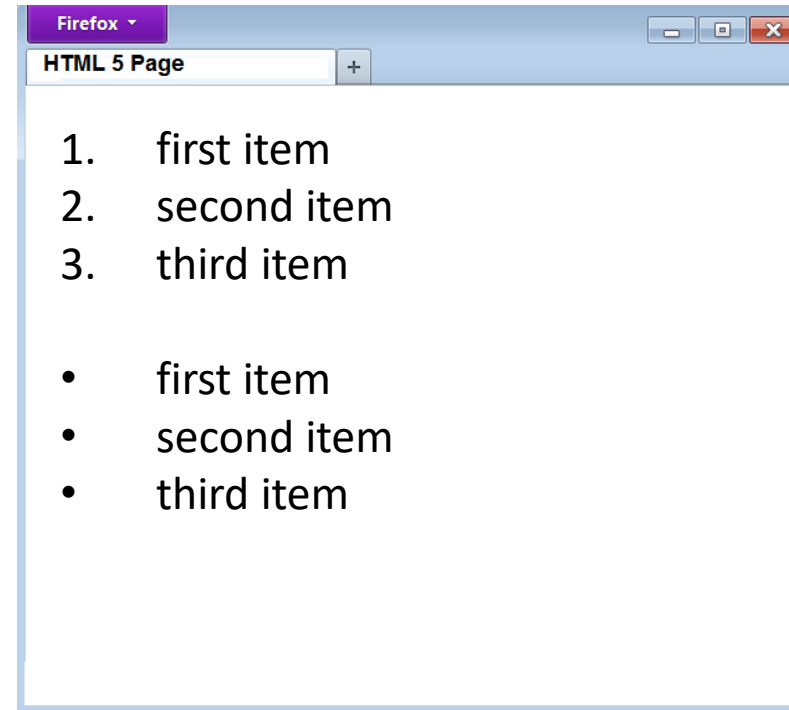 Firefox
HTML 5 Page
1. first item
2. second item
3. third item
• first item
• second item
• third item